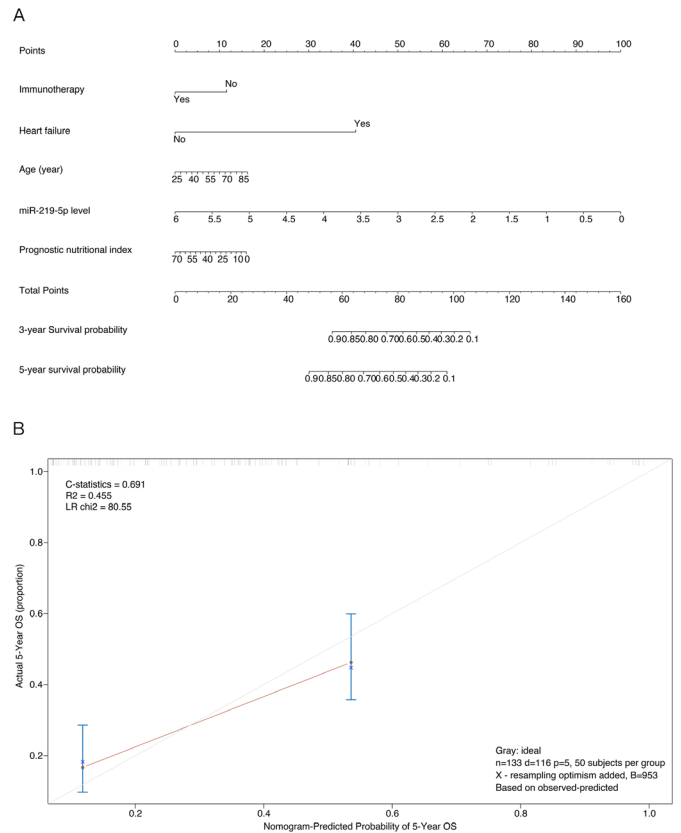 A
Points 0 10 20 30 40 50 60 70 80 90 100
Immunotherapy Yes No
Heart failure No Yes
Age (year) 25 40 55 70 85
miR-219-5p level 6 5.5 5 4.5 4 3.5 3 2.5 2 1.5 1 0.5 0
Prognostic nutritional index 70 55 40 25 10 0
Total Points 0 20 40 60 80 100 120 140 160
3-year Survival probability 0.9 0.85 0.80 0.70 0.6 0.5 0.4 0.3 0.2 0.1
5-year survival probability 0.9 0.85 0.80 0.70 0.6 0.5 0.4 0.3 0.2 0.1
B
C-statistics = 0.691
R2 = 0.455
LR chi2 = 80.55
Actual 5-Year OS (proportion)
1.0
0.8
0.6
0.4
0.2
Gray: ideal
n=133 d=116 p=5, 50 subjects per group
X - resampling optimism added, B=953
Based on observed-predicted
0.2 0.4 0.6 0.8 1.0
Nomogram-Predicted Probability of 5-Year OS